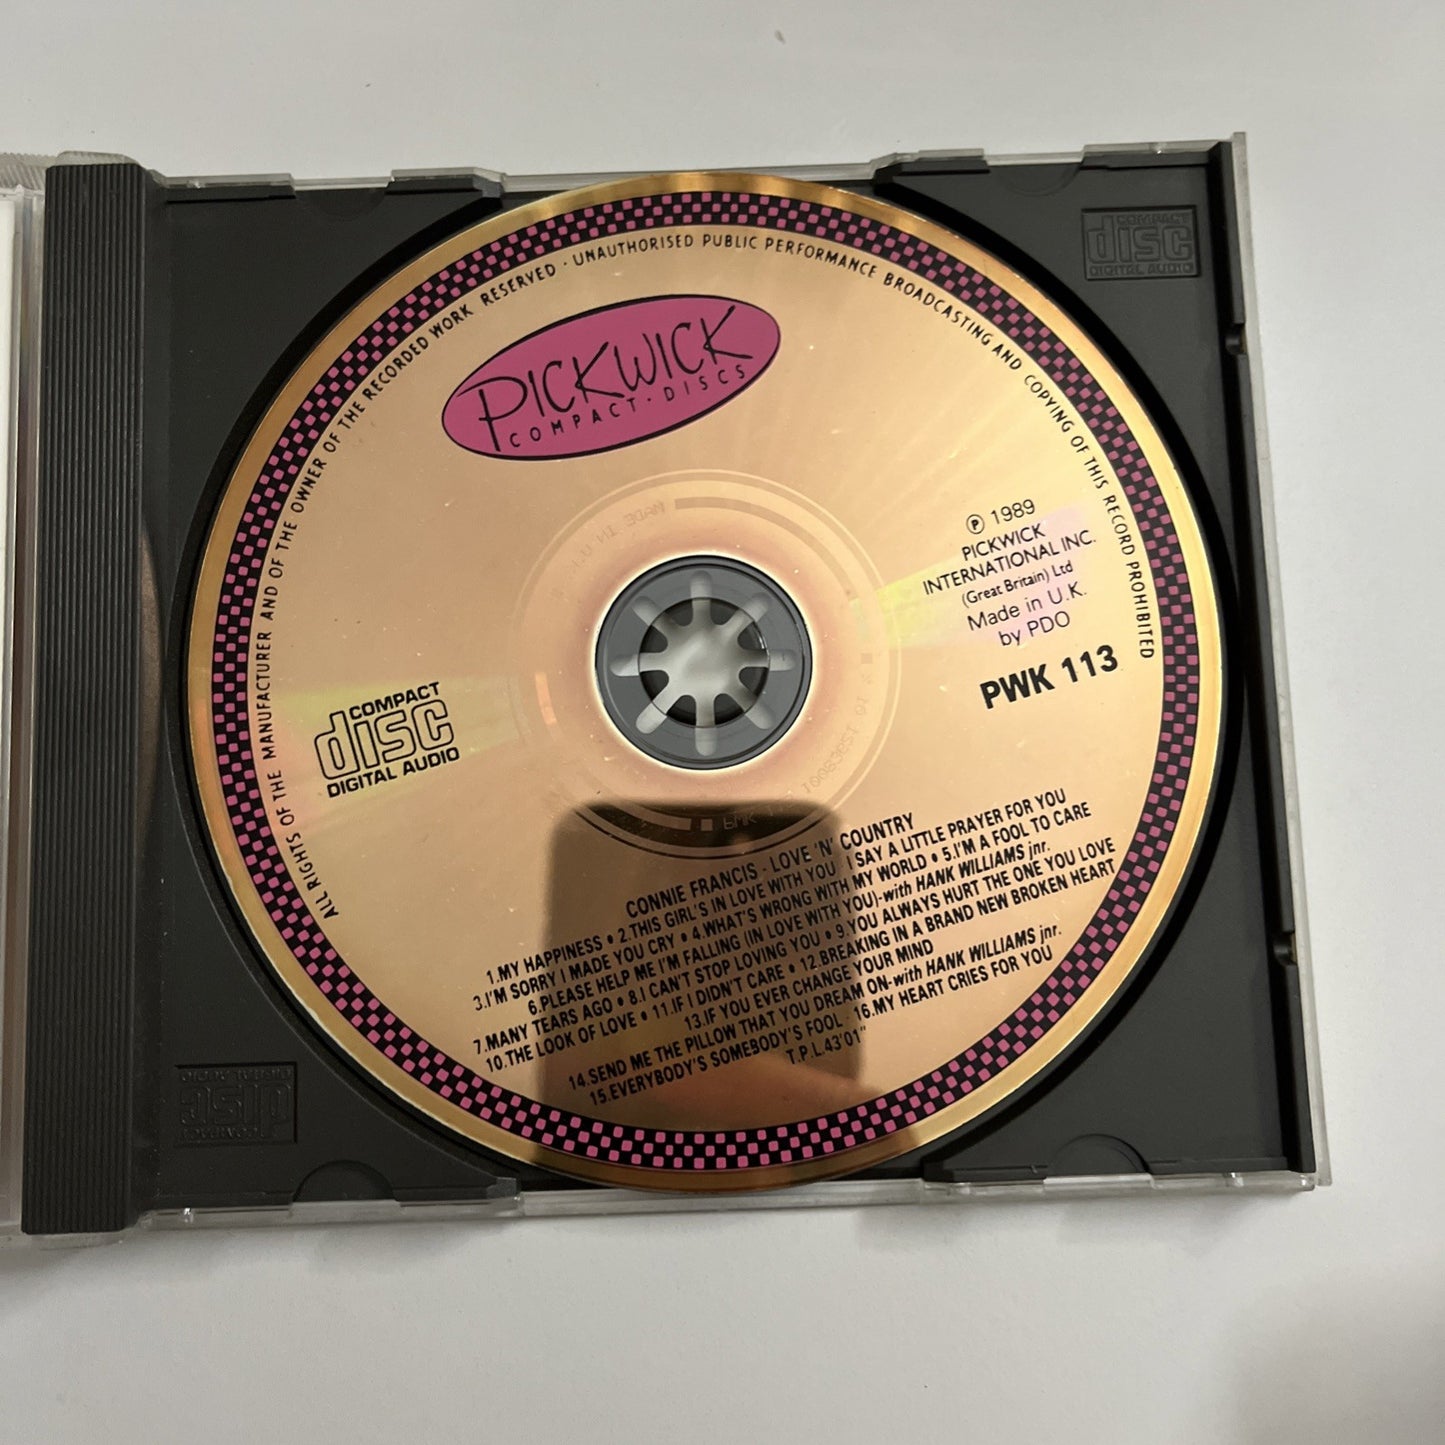 COMPACT
disc
DIGITAL AUDIO
ALL RIGHTS OF THE MANUFACTURER AND OF THE OWNER OF THE RECORDED WORK RESERVED · UNAUTHORISED PUBLIC PERFORMANCE BROADCASTING AND COPYING OF THIS RECORD PROHIBITED
PICKWICK
COMPACT · DISCS
℗ 1989
PICKWICK
INTERNATIONAL INC.
(Great Britain) Ltd
Made in U.K.
by PDO
PWK 113
COMPACT
disc
DIGITAL AUDIO
MADE IN U.
CONNIE FRANCIS - LOVE 'N' COUNTRY
1.MY HAPPINESS • 2.THIS GIRL'S IN LOVE WITH YOU - I SAY A LITTLE PRAYER FOR YOU
3.I'M SORRY I MADE YOU CRY • 4.WHAT'S WRONG WITH MY WORLD • 5.I'M A FOOL TO CARE
6.PLEASE HELP ME I'M FALLING (IN LOVE WITH YOU)-with HANK WILLIAMS jnr.
7.MANY TEARS AGO • 8.I CAN'T STOP LOVING YOU • 9.YOU ALWAYS HURT THE ONE YOU LOVE
10.THE LOOK OF LOVE • 11.IF I DIDN'T CARE • 12.BREAKING IN A BRAND NEW BROKEN HEART
13.IF YOU EVER CHANGE YOUR MIND
14.SEND ME THE PILLOW THAT YOU DREAM ON-with HANK WILLIAMS jnr.
15.EVERYBODY'S SOMEBODY'S FOOL - 16.MY HEART CRIES FOR YOU
T.P.L.43'01"
COMPACT
disc
DIGITAL AUDIO